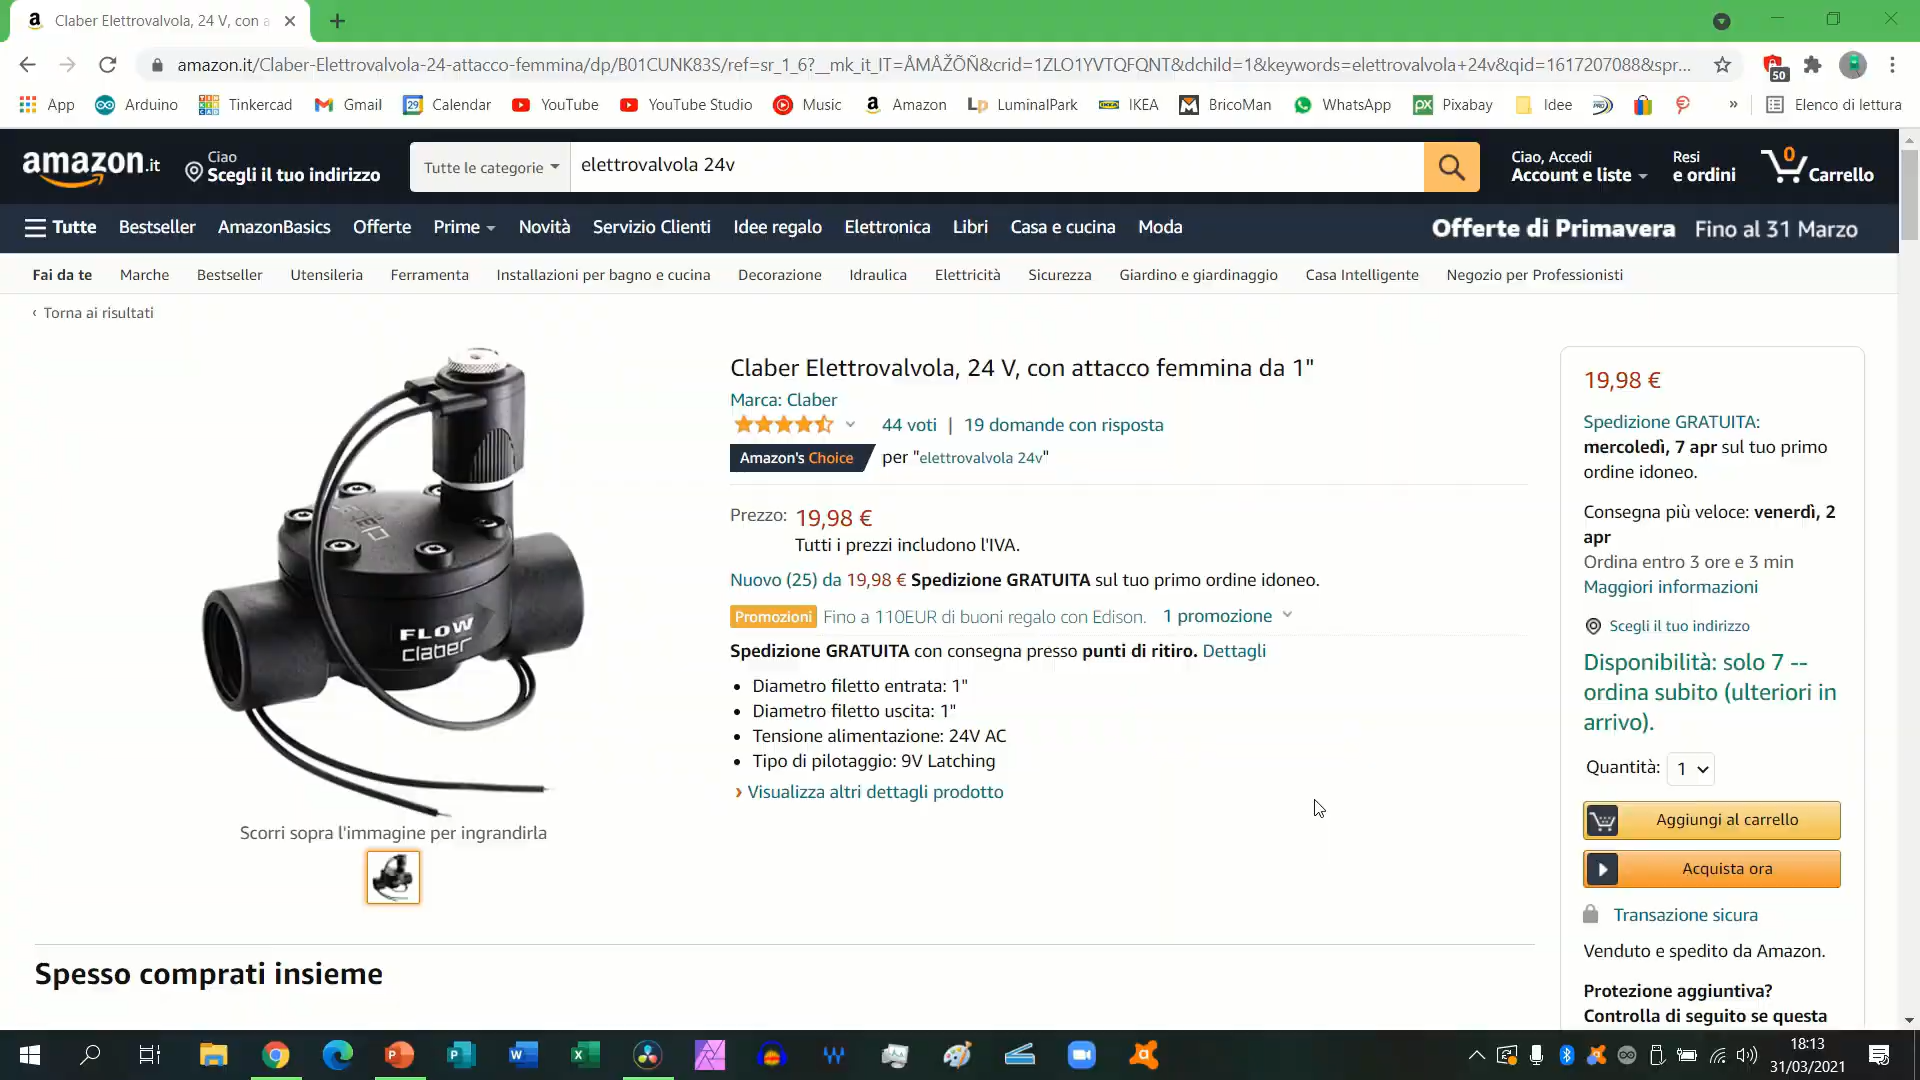 Claber Elettrovalvola, 24 V, con a
amazon.it/Claber-Elettrovalvola-24-attacco-femmina/dp/B01CUNK83S/ref=sr_1_6?__mk_it_IT=ÅMÅŽÕÑ&crid=1ZLO1YVTQFQNT&dchild=1&keywords=elettrovalvola+24v&qid=1617207088&spr...
50
App Arduino Tinkercad Gmail Calendar YouTube YouTube Studio Music Amazon LuminalPark IKEA BricoMan WhatsApp Pixabay Idee » Elenco di lettura
amazon.it
Ciao
Segli il tuo indirizzo
Tutte le categorie
elettrovalvola 24v
Ciao, Accedi
Account e liste
Resi
e ordini
0
Carrello
Tutte Bestseller AmazonBasics Offerte Prime Novità Servizio Clienti Idee regalo Elettronica Libri Casa e cucina Moda
Offerte di Primavera Fino al 31 Marzo
Fai da te Marche Bestseller Utensileria Ferramenta Installazioni per bagno e cucina Decorazione Idraulica Elettricità Sicurezza Giardino e giardinaggio Casa Intelligente Negozio per Professionisti
‹ Torna ai risultati
FLOW
claber
Scorri sopra l'immagine per ingrandirla
Claber Elettrovalvola, 24 V, con attacco femmina da 1"
Marca: Claber
44 voti | 19 domande con risposta
Amazon's Choice per "elettrovalvola 24v"
Prezzo: 19,98 €
Tutti i prezzi includono l'IVA.
Nuovo (25) da 19,98 € Spedizione GRATUITA sul tuo primo ordine idoneo.
Promozioni Fino a 110EUR di buoni regalo con Edison. 1 promozione
Spedizione GRATUITA con consegna presso punti di ritiro. Dettagli
• Diametro filetto entrata: 1"
• Diametro filetto uscita: 1"
• Tensione alimentazione: 24V AC
• Tipo di pilotaggio: 9V Latching
› Visualizza altri dettagli prodotto
19,98 €
Spedizione GRATUITA:
mercoledì, 7 apr sul tuo primo
ordine idoneo.
Consegna più veloce: venerdì, 2
apr
Ordina entro 3 ore e 3 min
Maggiori informazioni
Scegli il tuo indirizzo
Disponibilità: solo 7 --
ordina subito (ulteriori in
arrivo).
Quantità: 1
Aggiungi al carrello
Acquista ora
Transazione sicura
Venduto e spedito da Amazon.
Protezione aggiuntiva?
Controlla di seguito se questa
Spesso comprati insieme
18:13
31/03/2021